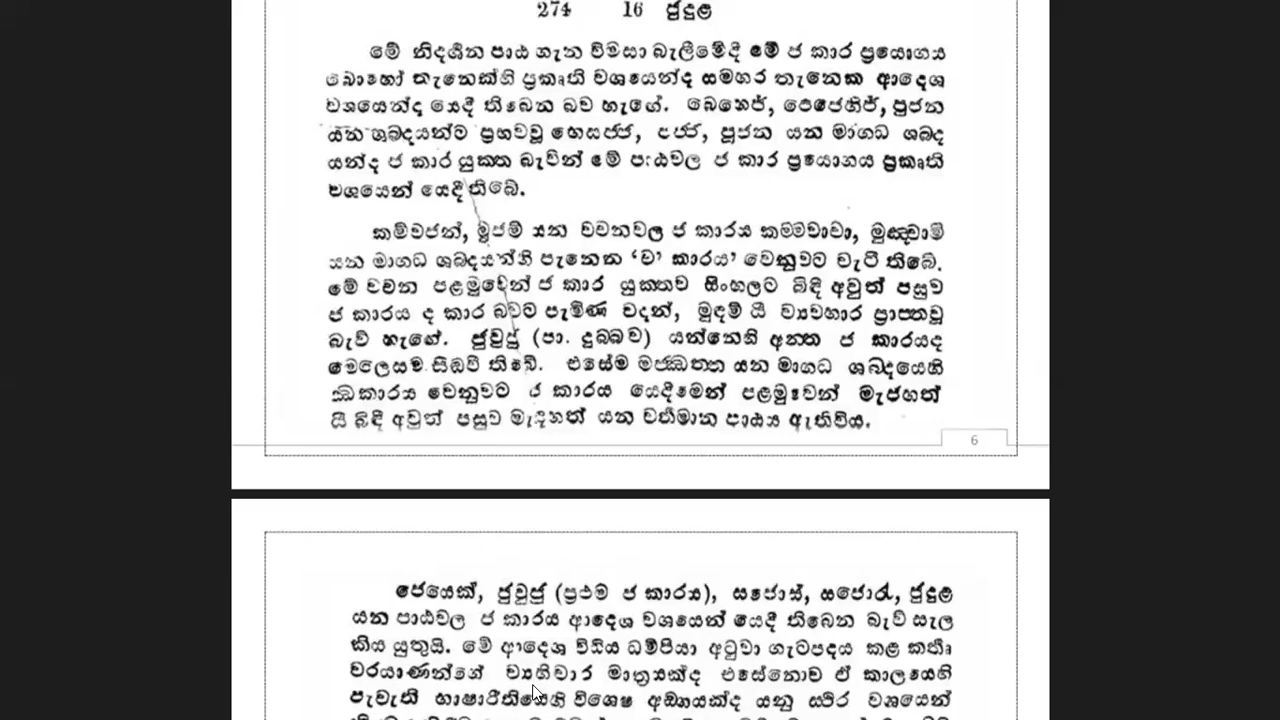 274 16 ජුදුළ
මේ නිදර්ශන පාඨ ගැන විමසා බැලීමේදී මේ ජ කාර ප්‍රයොගය
බොහෝ තැනෙක්හි ප්‍රකෘති වශයෙන්ද සමහර තැනෙක ආදෙශ
වශයෙන්ද යෙදී තිබෙන බව හැඟේ. බෙහෙජ්, පුජන
යන ශබ්දයන්ට ප්‍රභවවූ භෙසජ්ජ, පූජන යන මාගධ ශබ්ද
යන්ද ජ කාර යුක්ත බැවින් මේ පාඨවල ජ කාර ප්‍රයොගය ප්‍රකෘති
වශයෙන් යෙදී තිබේ.
කම්වජන්, මුජමි යන වචනවල ජ කාරය කම්මවාචා, මුඤ්චාමි
යන මාගධ ශබ්දයන්හි පැනෙන ‘ච’ කාරය’ වෙනුවට වැටී තිබේ.
මේ වචන පළමුවෙන් ජ කාර යුක්තව සිංහලට බිඳී අවුත් පසුව
ජ කාරය ද කාර බවට පැමිණ වදන්, මුදමි යී ව්‍යවහාර ප්‍රාප්තවූ
බැව් හැඟේ. ජුවුජු (පා. දුබ්බච) යන්නෙහි අන්ත ජ කාරයද
මෙලෙසම සිඬවී තිබේ. එසේම මජ්ඣත්ත යන මාගධ ශබ්දයෙහි
ඣකාරය වෙනුවට ජ කාරය යෙදීමෙන් පළමුවෙන් මැජහත්
යී බිඳී අවුත් පසුව මැදහත් යන වර්තමාන පාඨය ඇතිවිය.
6
ජෙයෙක්, ජුවුජු (ප්‍රථම ජ කාරය), සජොස්, සජොරැ, ජුදුළ
යන පාඨවල ජ කාරය ආදෙශ වශයෙන් යෙදී තිබෙන බැව් සැල
කිය යුතුයි. මේ ආදෙශ විධිය ධම්පියා අටුවා ගැටපදය කළ කතීෘ
වරයාණන්ගේ ව්‍යභිචාර මාත්‍රයක්ද එසේනොව ඒ කාලයෙහි
පැවැති භාෂාරීතියෙහි විශෙෂ අඞ්ගයක්ද යනු ස්ථිර වශයෙන්